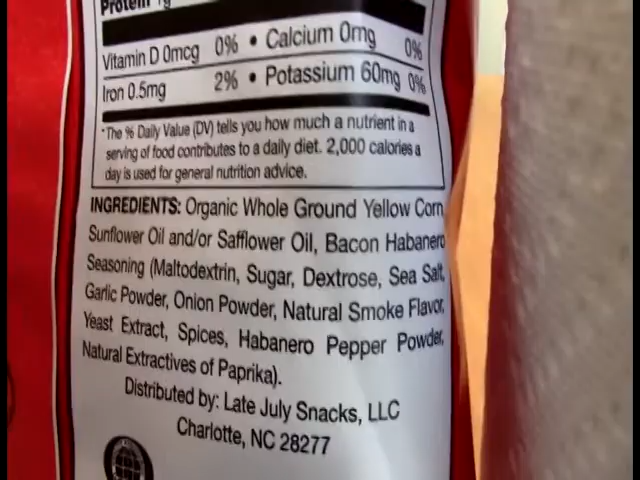 Protein 1g
Vitamin D 0mcg 0% • Calcium 0mg 0%
Iron 0.5mg 2% • Potassium 60mg 0%
*The % Daily Value (DV) tells you how much a nutrient in a
serving of food contributes to a daily diet. 2,000 calories a
day is used for general nutrition advice.
INGREDIENTS: Organic Whole Ground Yellow Corn,
Sunflower Oil and/or Safflower Oil, Bacon Habanero
Seasoning (Maltodextrin, Sugar, Dextrose, Sea Salt,
Garlic Powder, Onion Powder, Natural Smoke Flavor,
Yeast Extract, Spices, Habanero Pepper Powder,
Natural Extractives of Paprika).
Distributed by: Late July Snacks, LLC
Charlotte, NC 28277